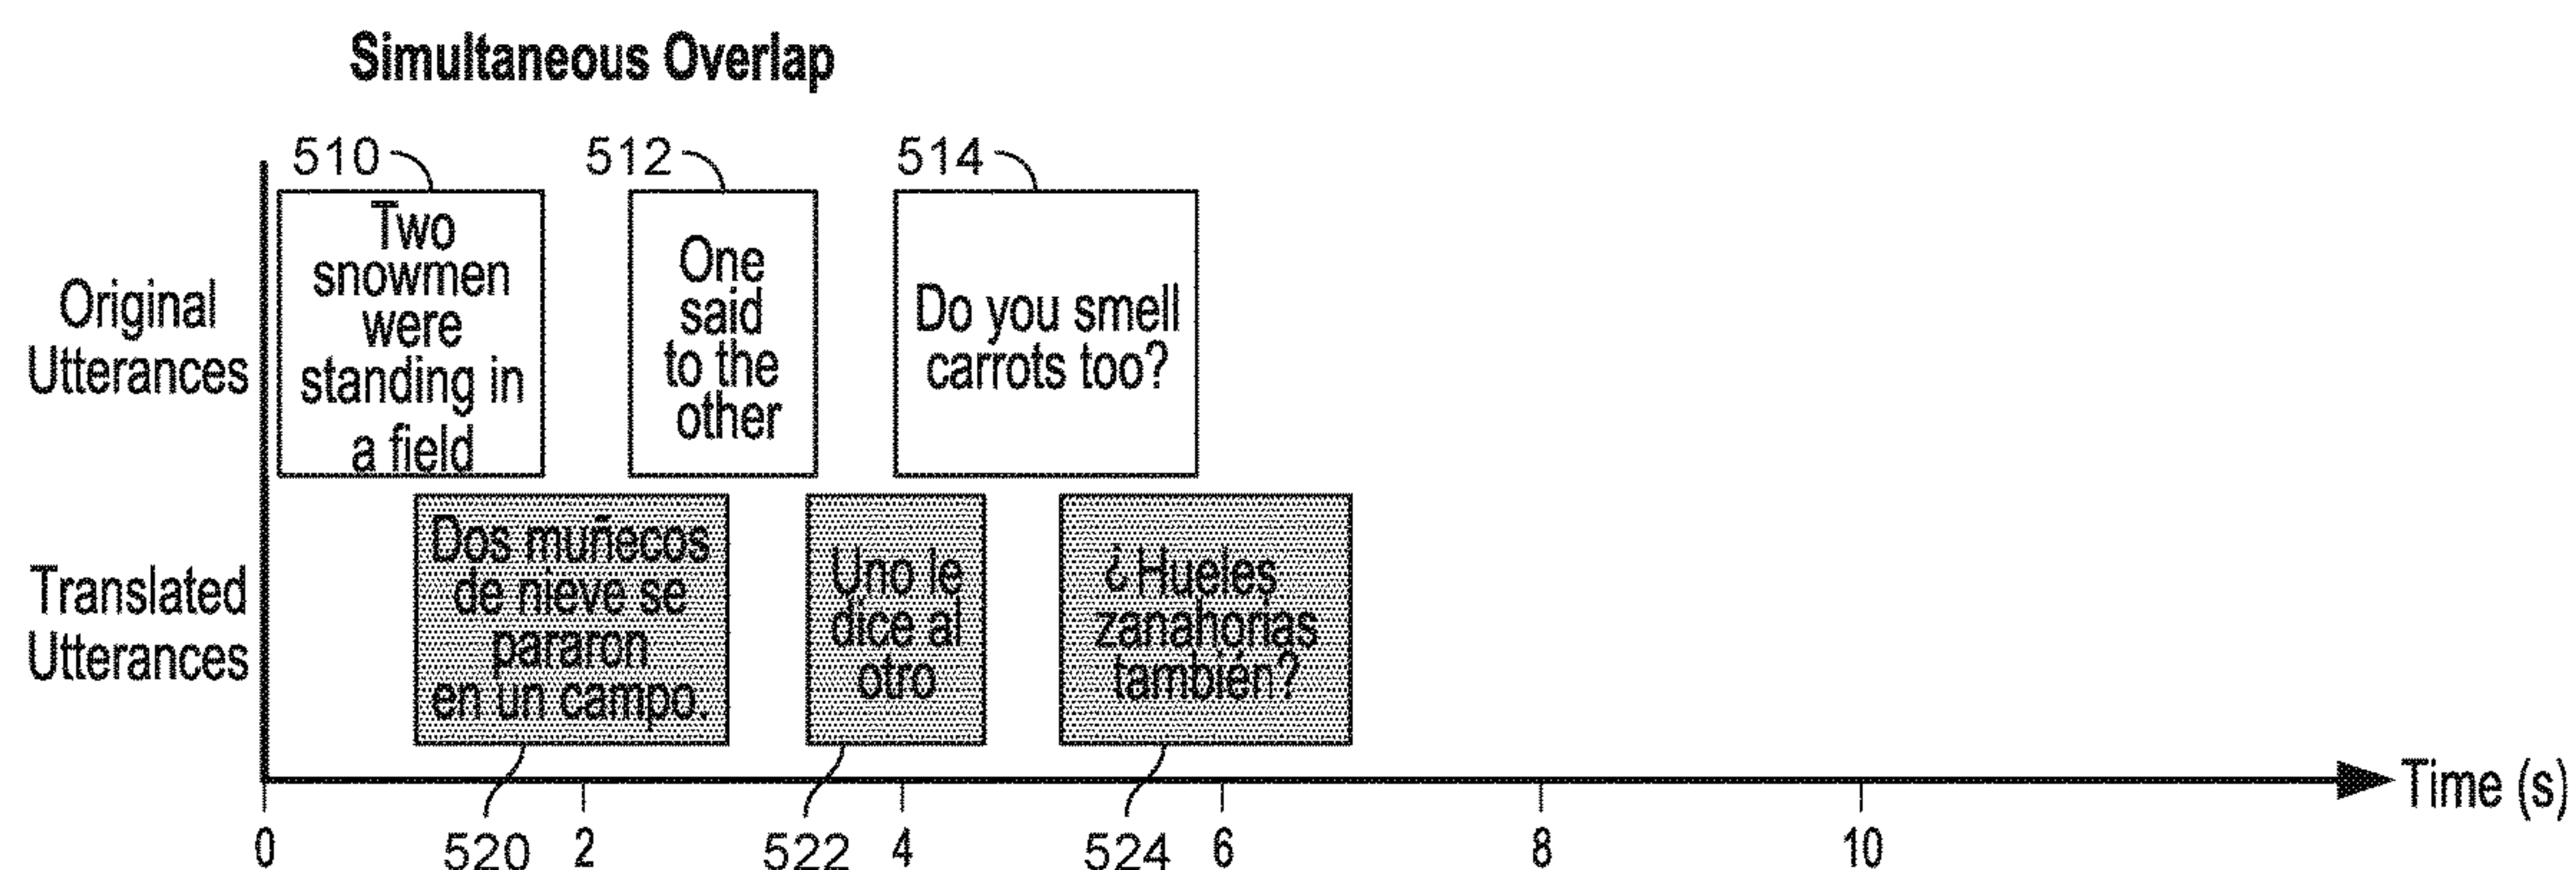 Simultaneous Overlap
510
512
514
Original
Utterances
Two
snowmen
were
standing in
a field
One
said
to the
other
Do you smell
carrots too?
Translated
Utterances
Dos muñecos
de nieve se
pararon
en un campo.
Uno le
dice al
otro
¿Hueles
zanahorias
también?
Time (s)
0
520
2
522
4
524
6
8
10